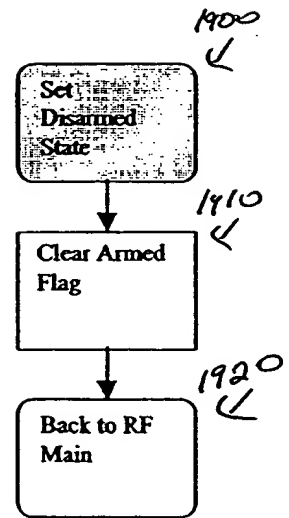 1900
Set
Disarmed
State
1910
Clear Armed
Flag
1920
Back to RF
Main